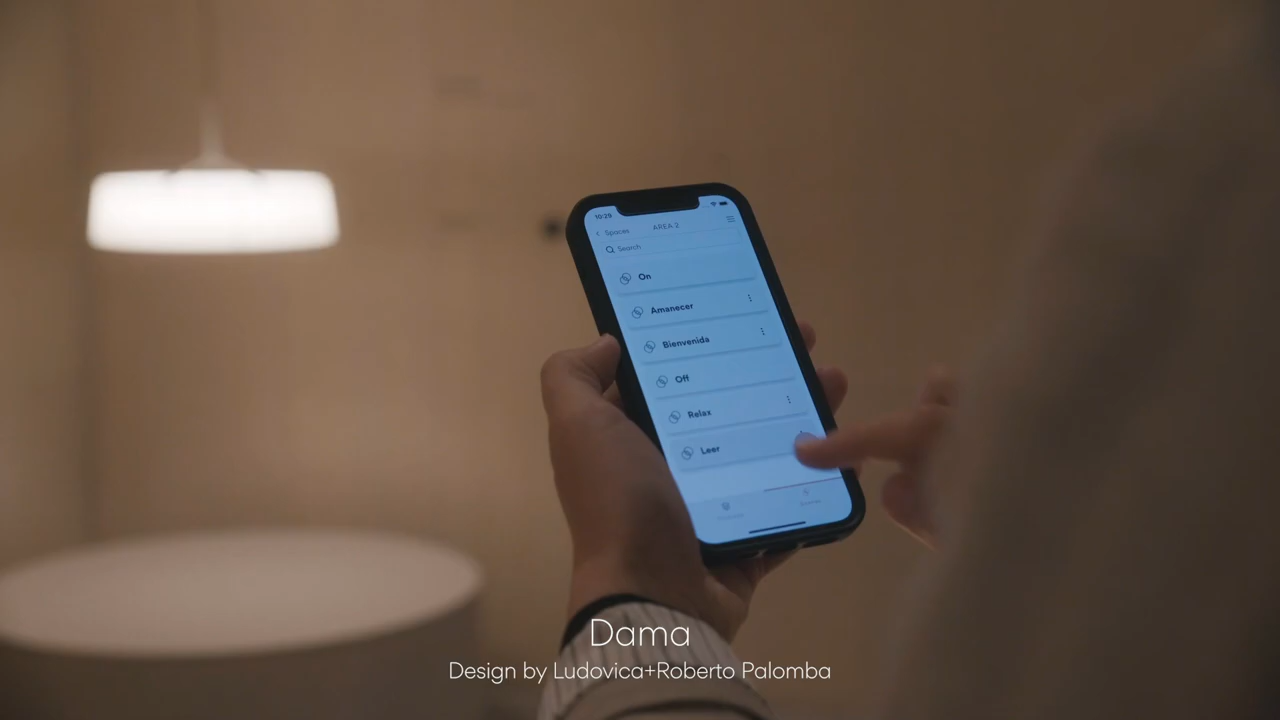 10:29
Spaces
AREA 2
Search
On
Amanecer
Bienvenida
Off
Relax
Leer
Dama
Design by Ludovica+Roberto Palomba